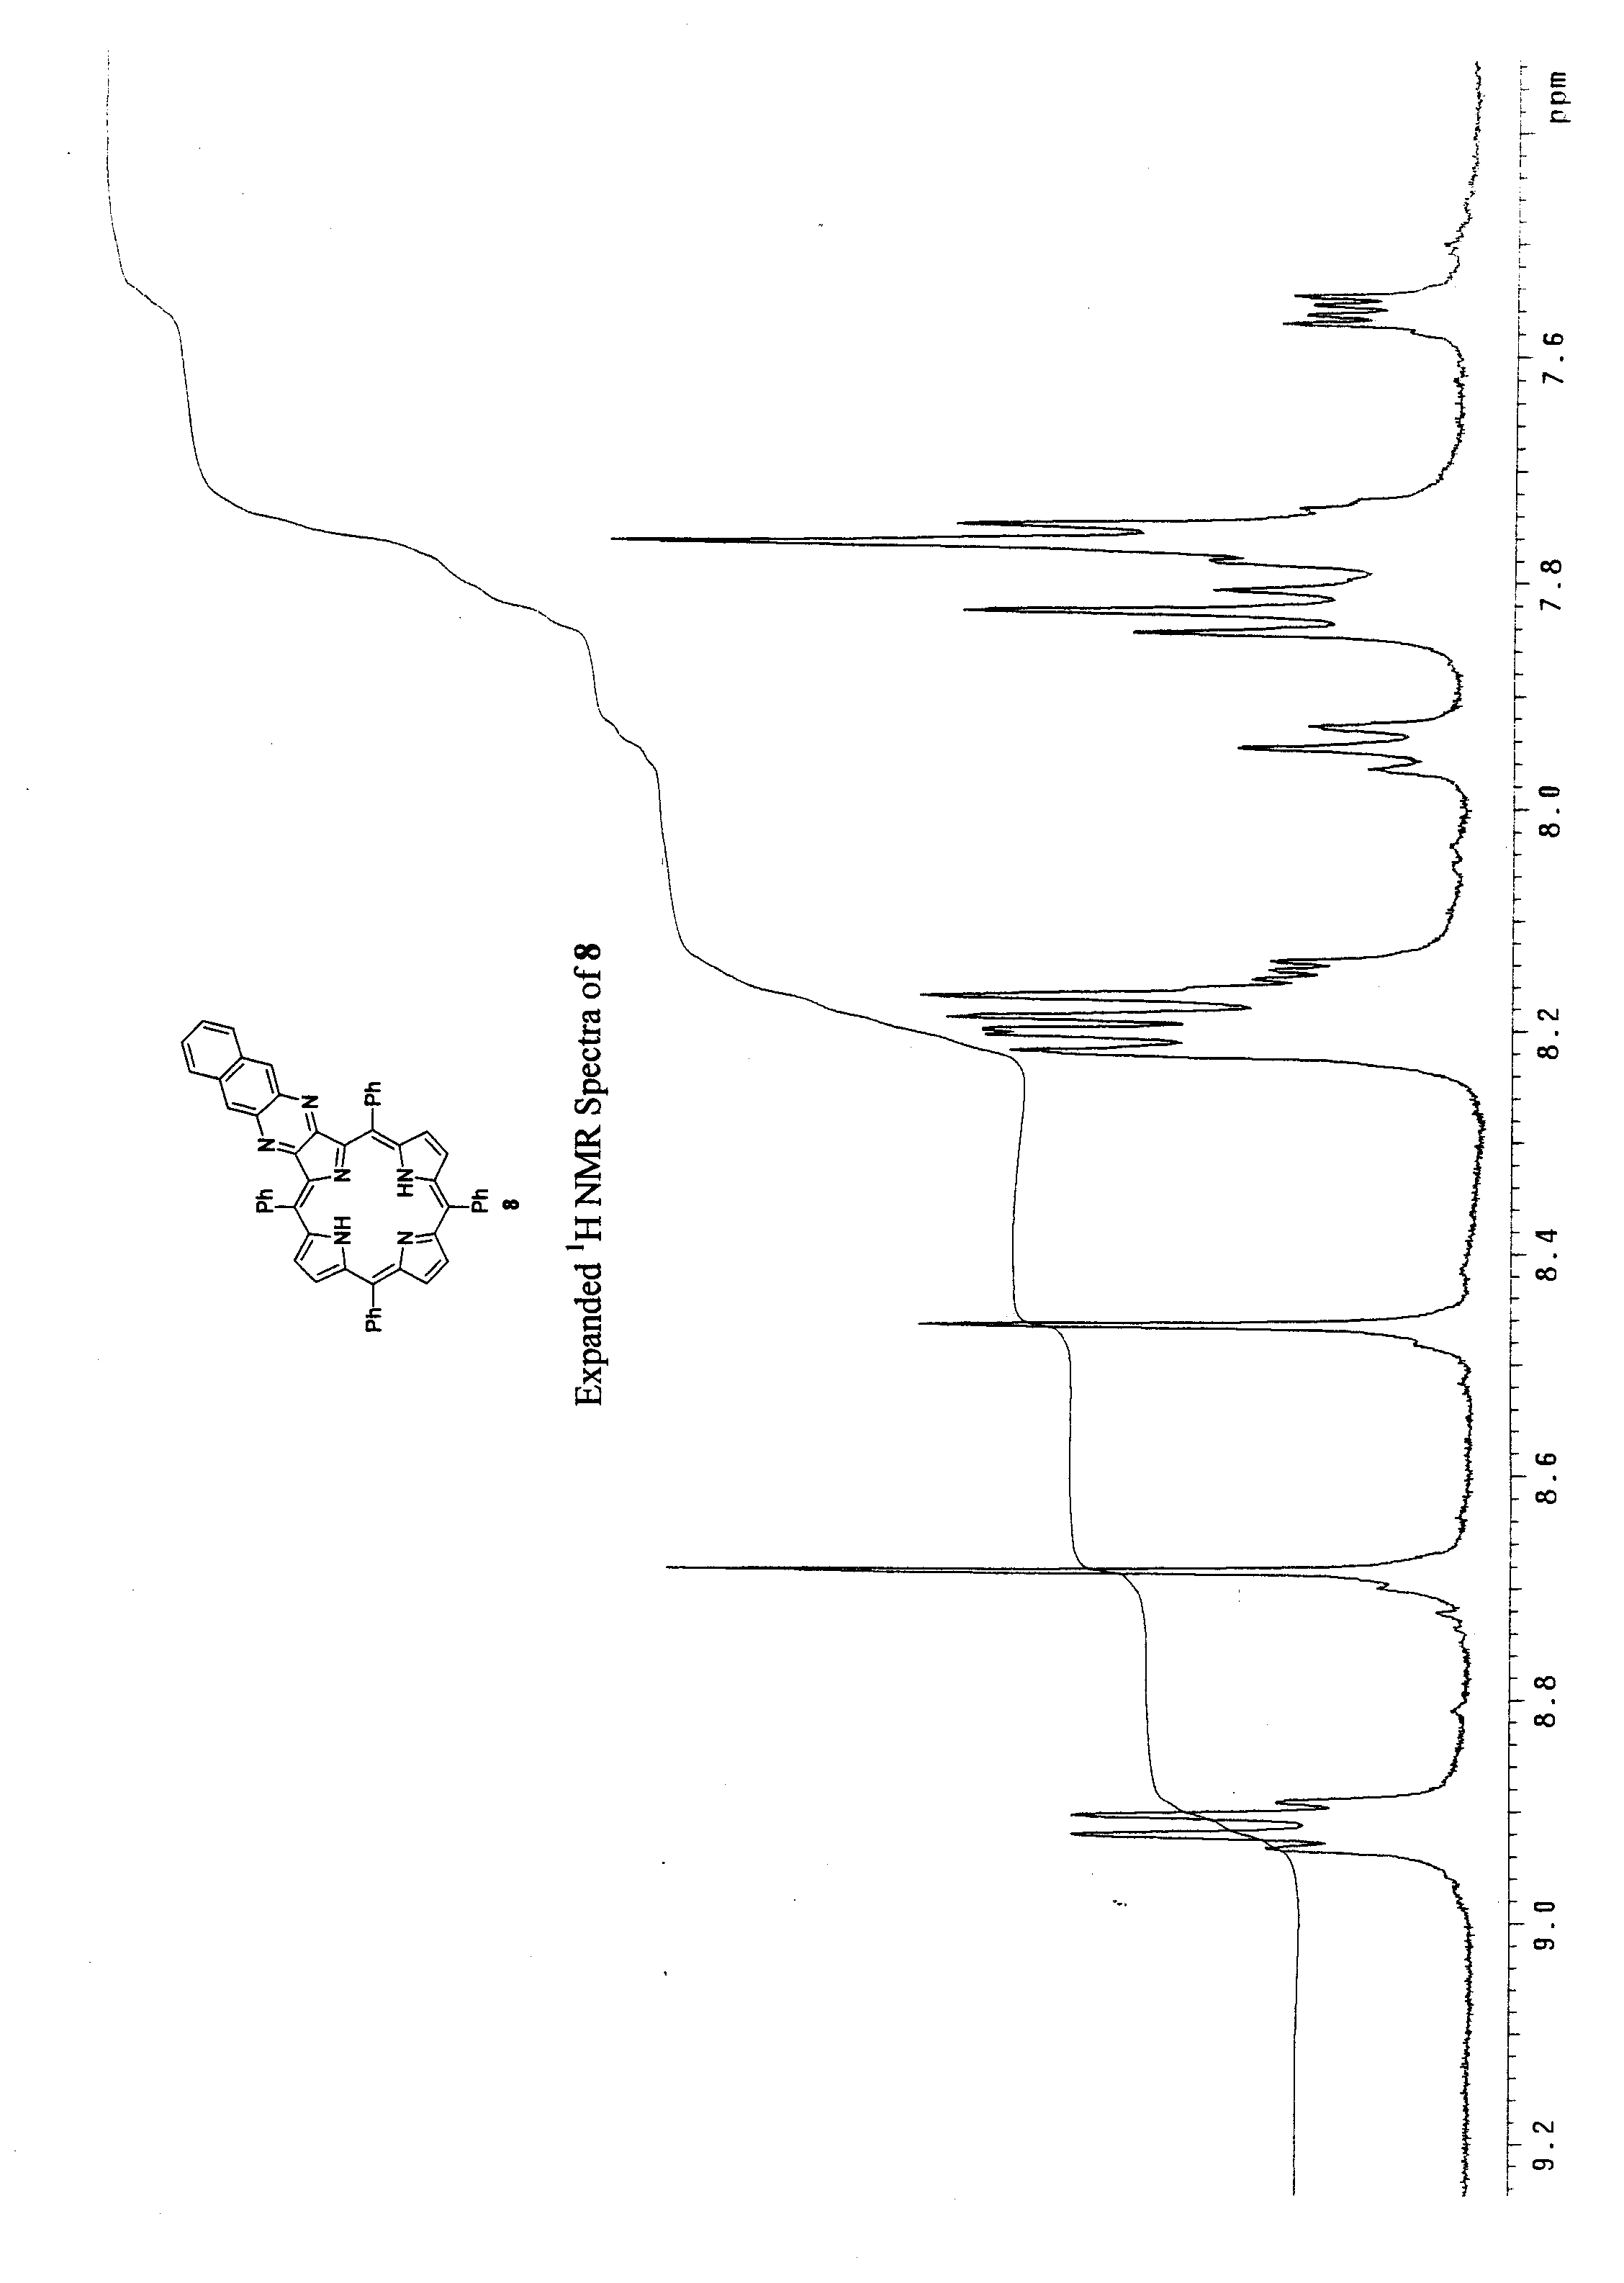 Ph
Ph
N
N
N
NH
HN
N
Ph
Ph
8
Expanded ¹H NMR Spectra of 8
9.2
9.0
8.8
8.6
8.4
8.2
8.0
7.8
7.6
ppm